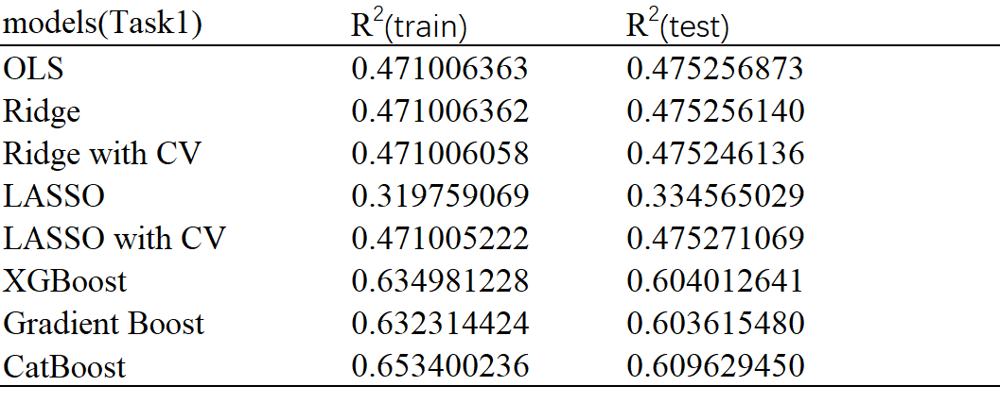 models(Task1) R²(train) R²(test)
OLS 0.471006363 0.475256873
Ridge 0.471006362 0.475256140
Ridge with CV 0.471006058 0.475246136
LASSO 0.319759069 0.334565029
LASSO with CV 0.471005222 0.475271069
XGBoost 0.634981228 0.604012641
Gradient Boost 0.632314424 0.603615480
CatBoost 0.653400236 0.609629450